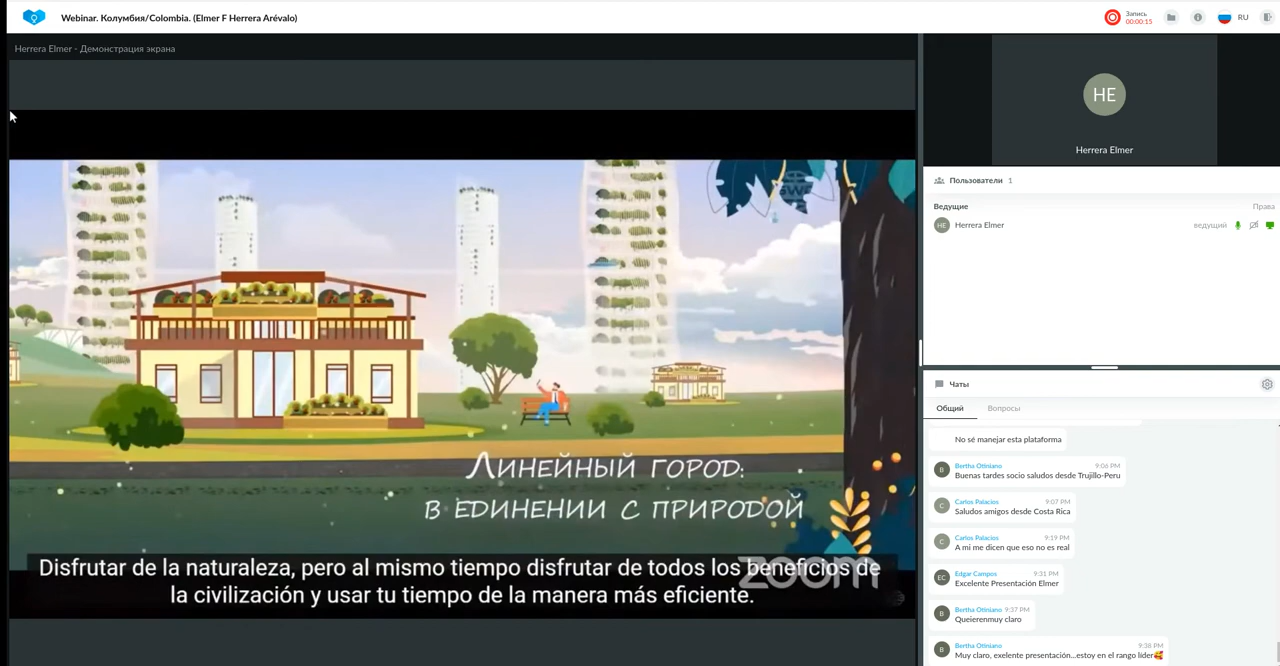 Webinar. Колумбия/Colombia. (Elmer F Herrera Arévalo)
Запись
00:00:15
RU
Herrera Elmer - Демонстрация экрана
HE
Herrera Elmer
Пользователи 1
Ведущие Права
HE Herrera Elmer ведущий
Линейный город:
в единении с природой
zoom
Disfrutar de la naturaleza, pero al mismo tiempo disfrutar de todos los beneficios de
la civilización y usar tu tiempo de la manera más eficiente.
Чаты
Общий Вопросы
No sé manejar esta plataforma
B Bertha Otiniano 9:06 PM
Buenas tardes socio saludos desde Trujillo-Peru
C Carlos Palacios 9:07 PM
Saludos amigos desde Costa Rica
C Carlos Palacios 9:19 PM
A mi me dicen que eso no es real
EC Edgar Campos 9:31 PM
Excelente Presentación Elmer
B Bertha Otiniano 9:37 PM
Queierenmuy claro
B Bertha Otiniano 9:38 PM
Muy claro, exelente presentación...estoy en el rango líder🥰